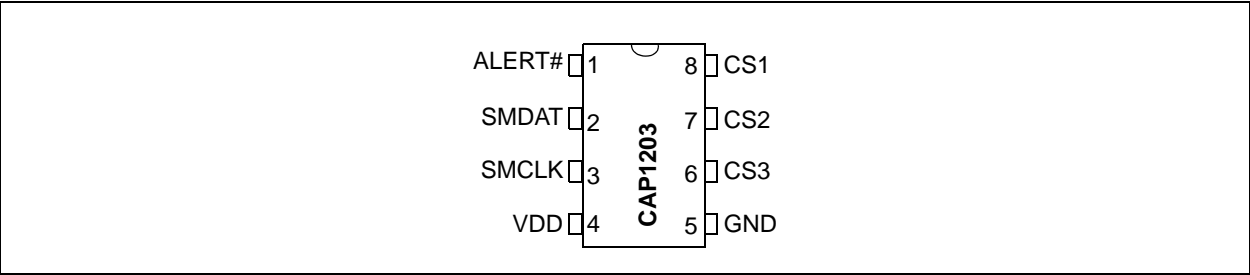 ALERT# 1 8 CS1
SMDAT 2 7 CS2
SMCLK 3 6 CS3
VDD 4 5 GND
CAP1203